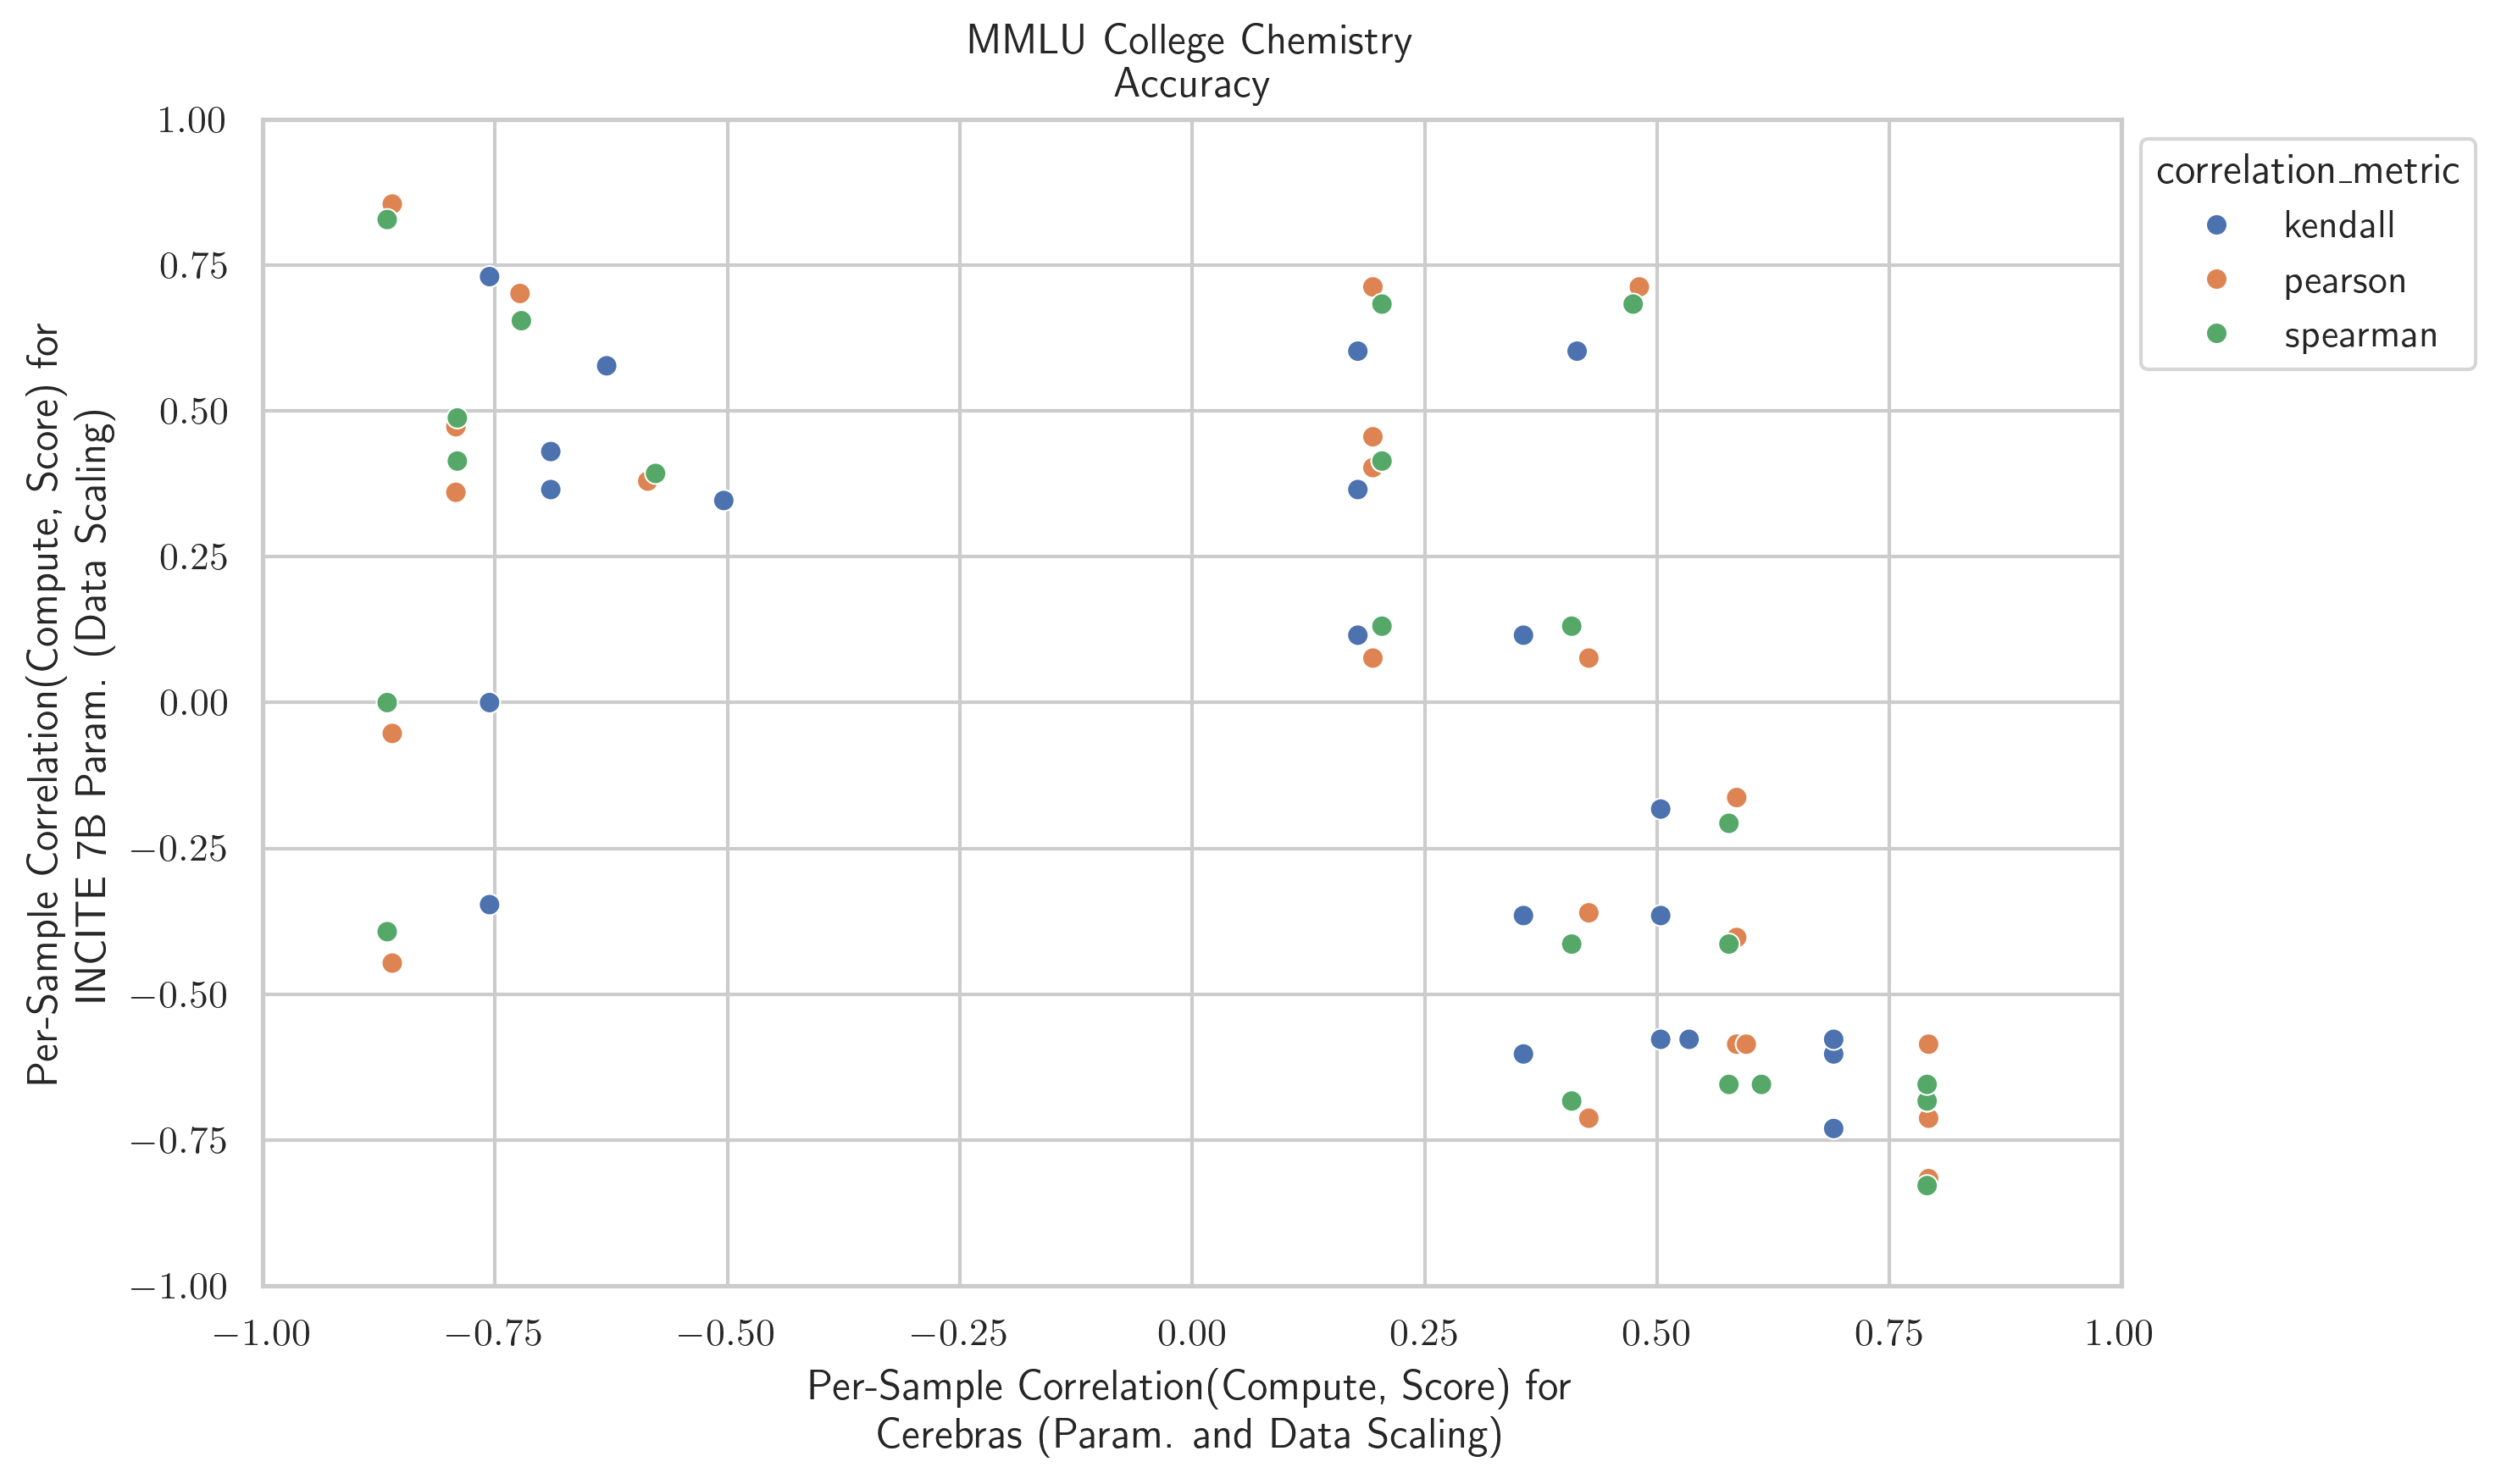 MMLU College Chemistry
Accuracy
1.00
0.75
0.50
0.25
0.00
−0.25
−0.50
−0.75
−1.00
Per-Sample Correlation(Compute, Score) for
INCITE 7B Param. (Data Scaling)
−1.00 −0.75 −0.50 −0.25 0.00 0.25 0.50 0.75 1.00
Per-Sample Correlation(Compute, Score) for
Cerebras (Param. and Data Scaling)
correlation_metric
kendall
pearson
spearman